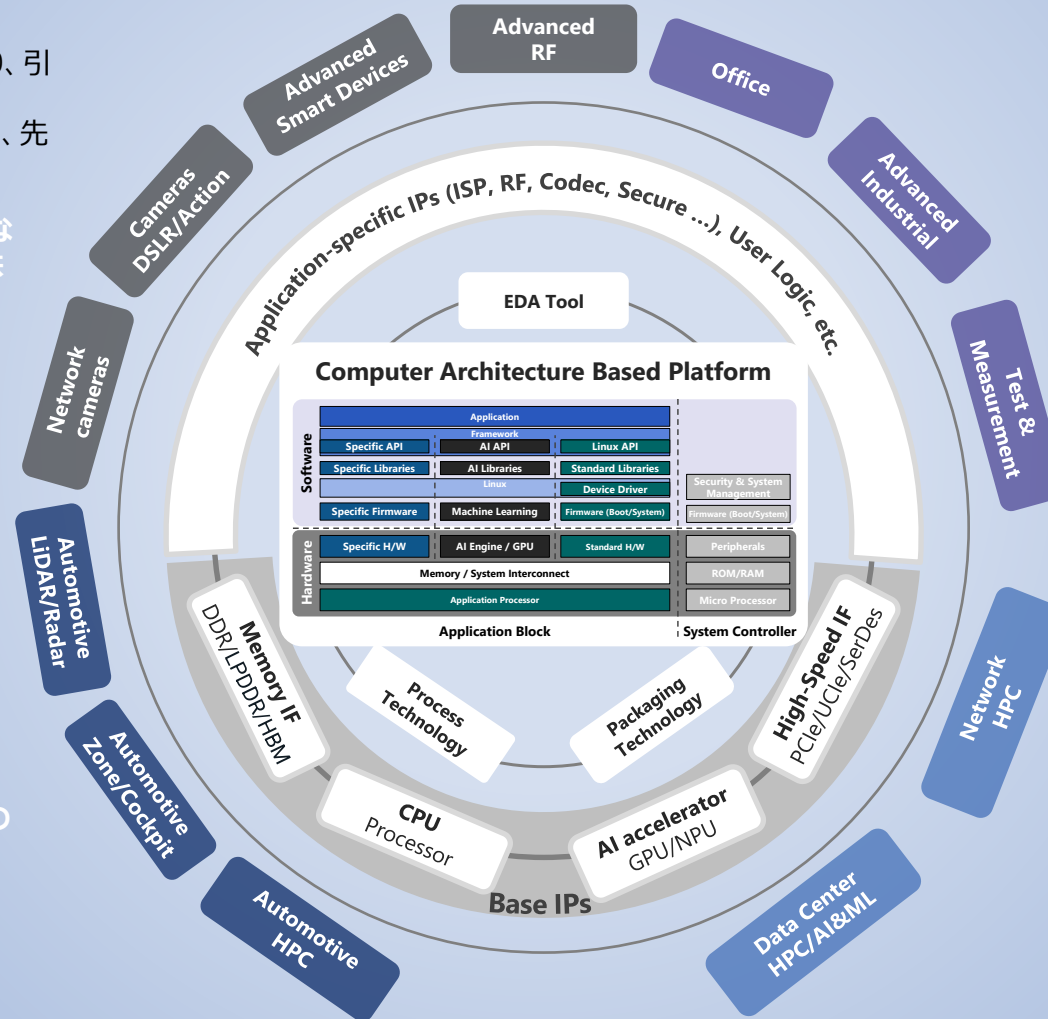 、引
、先
Advanced
RF
Advanced
Smart Devices
Office
Cameras
DSLR/Action
Advanced
Industrial
Network
cameras
Test &
Measurement
Automotive
LiDAR/Radar
Network
HPC
Automotive
Zone/Cockpit
Data Center
HPC/AI&ML
Automotive
HPC
Application-specific IPs (ISP, RF, Codec, Secure ...), User Logic, etc.
EDA Tool
Computer Architecture Based Platform
Software
Application
Framework
Specific API
AI API
Linux API
Specific Libraries
AI Libraries
Standard Libraries
Linux
Device Driver
Security & System
Management
Specific Firmware
Machine Learning
Firmware (Boot/System)
Firmware (Boot/System)
Hardware
Specific H/W
AI Engine / GPU
Standard H/W
Peripherals
Memory / System Interconnect
ROM/RAM
Application Processor
Micro Processor
Application Block
System Controller
Process
Technology
Packaging
Technology
Memory IF
DDR/LPDDR/HBM
High-Speed IF
PCIe/UCIe/SerDes
CPU
Processor
AI accelerator
GPU/NPU
Base IPs